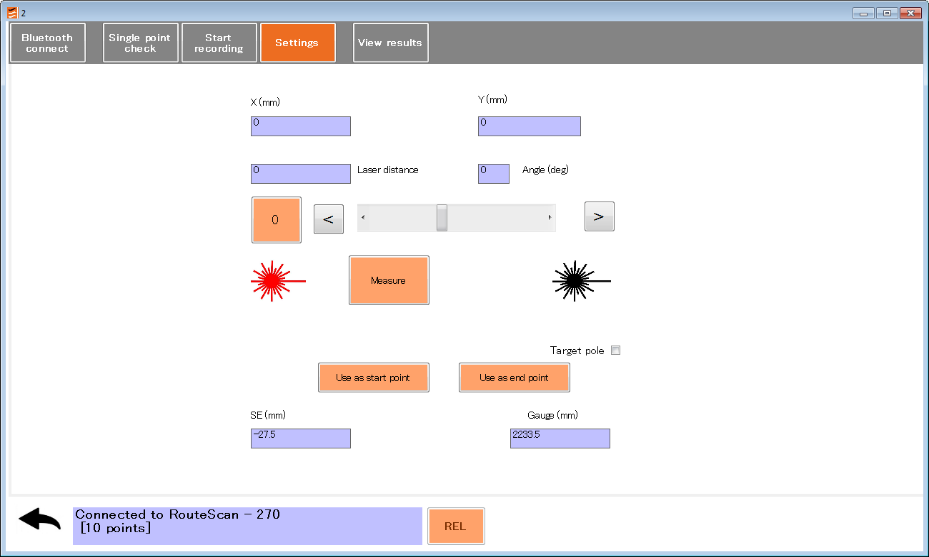 2
Bluetooth
connect
Single point
check
Start
recording
Settings
View results
X (mm)
Y (mm)
0
0
0
Laser distance
0
Angle (deg)
0
<
>
Measure
Target pole
Use as start point
Use as end point
SE (mm)
Gauge (mm)
-27.5
2233.5
Connected to RouteScan - 270
[10 points]
REL